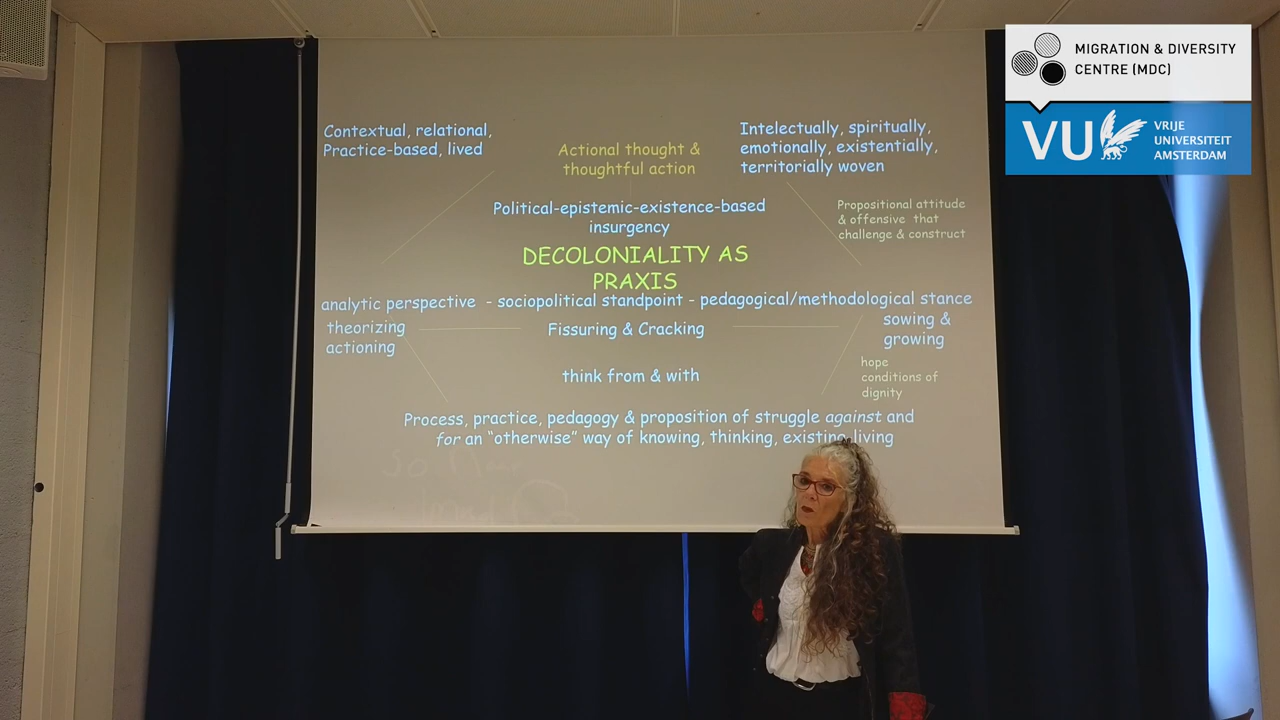 MIGRATION & DIVERSITY
CENTRE (MDC)
VU
VRIJE
UNIVERSITEIT
AMSTERDAM
Contextual, relational,
Practice-based, lived
Actional thought &
thoughtful action
Intelectually, spiritually,
emotionally, existentially,
territorially woven
Political-epistemic-existence-based
insurgency
Propositional attitude
& offensive that
challenge & construct
DECOLONIALITY AS
PRAXIS
analytic perspective - sociopolitical standpoint - pedagogical/methodological stance
theorizing
actioning
Fissuring & Cracking
sowing &
growing
think from & with
hope
conditions of
dignity
Process, practice, pedagogy & proposition of struggle against and
for an “otherwise” way of knowing, thinking, existing, living